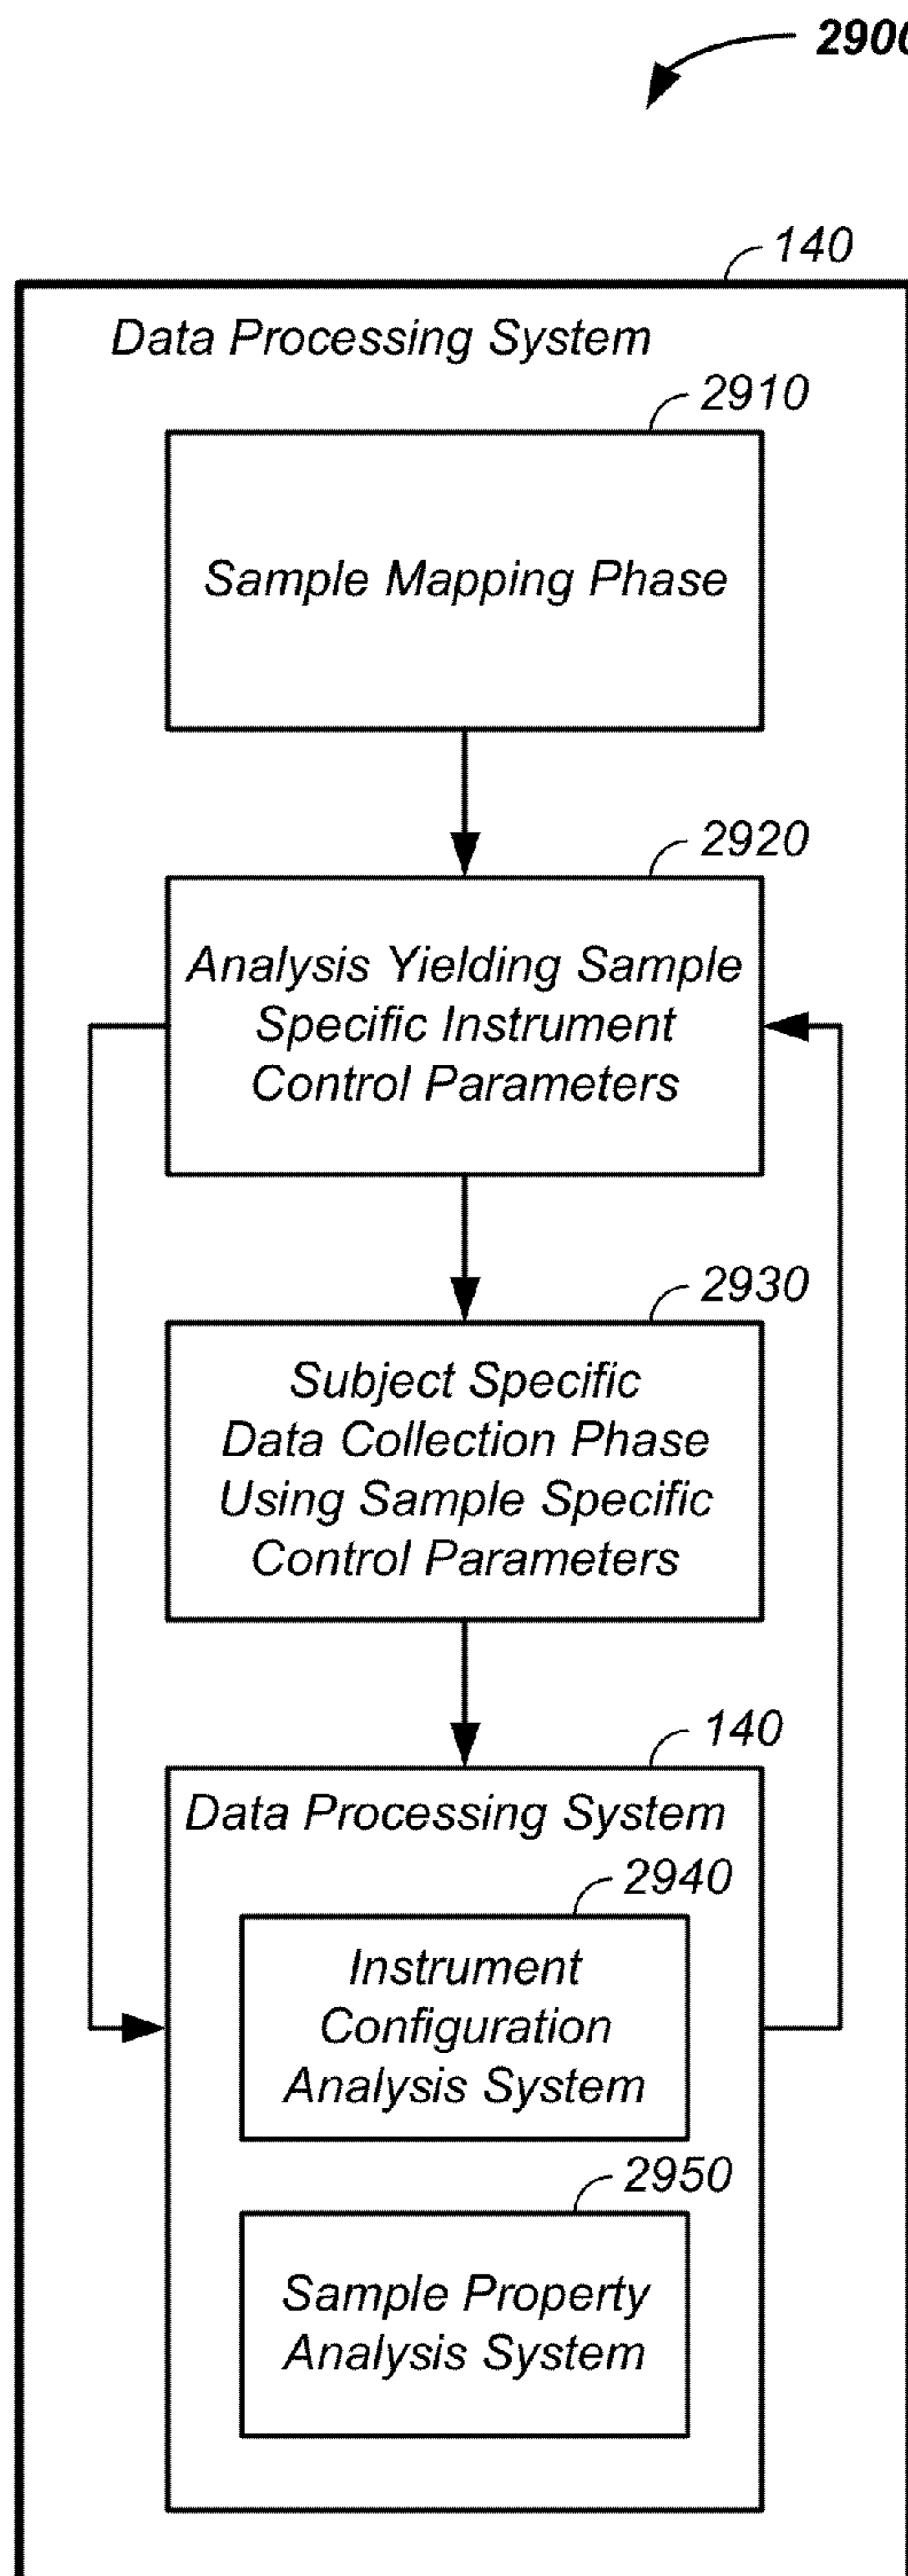 2900
140
Data Processing System
2910
Sample Mapping Phase
2920
Analysis Yielding Sample
Specific Instrument
Control Parameters
2930
Subject Specific
Data Collection Phase
Using Sample Specific
Control Parameters
140
Data Processing System
2940
Instrument
Configuration
Analysis System
2950
Sample Property
Analysis System